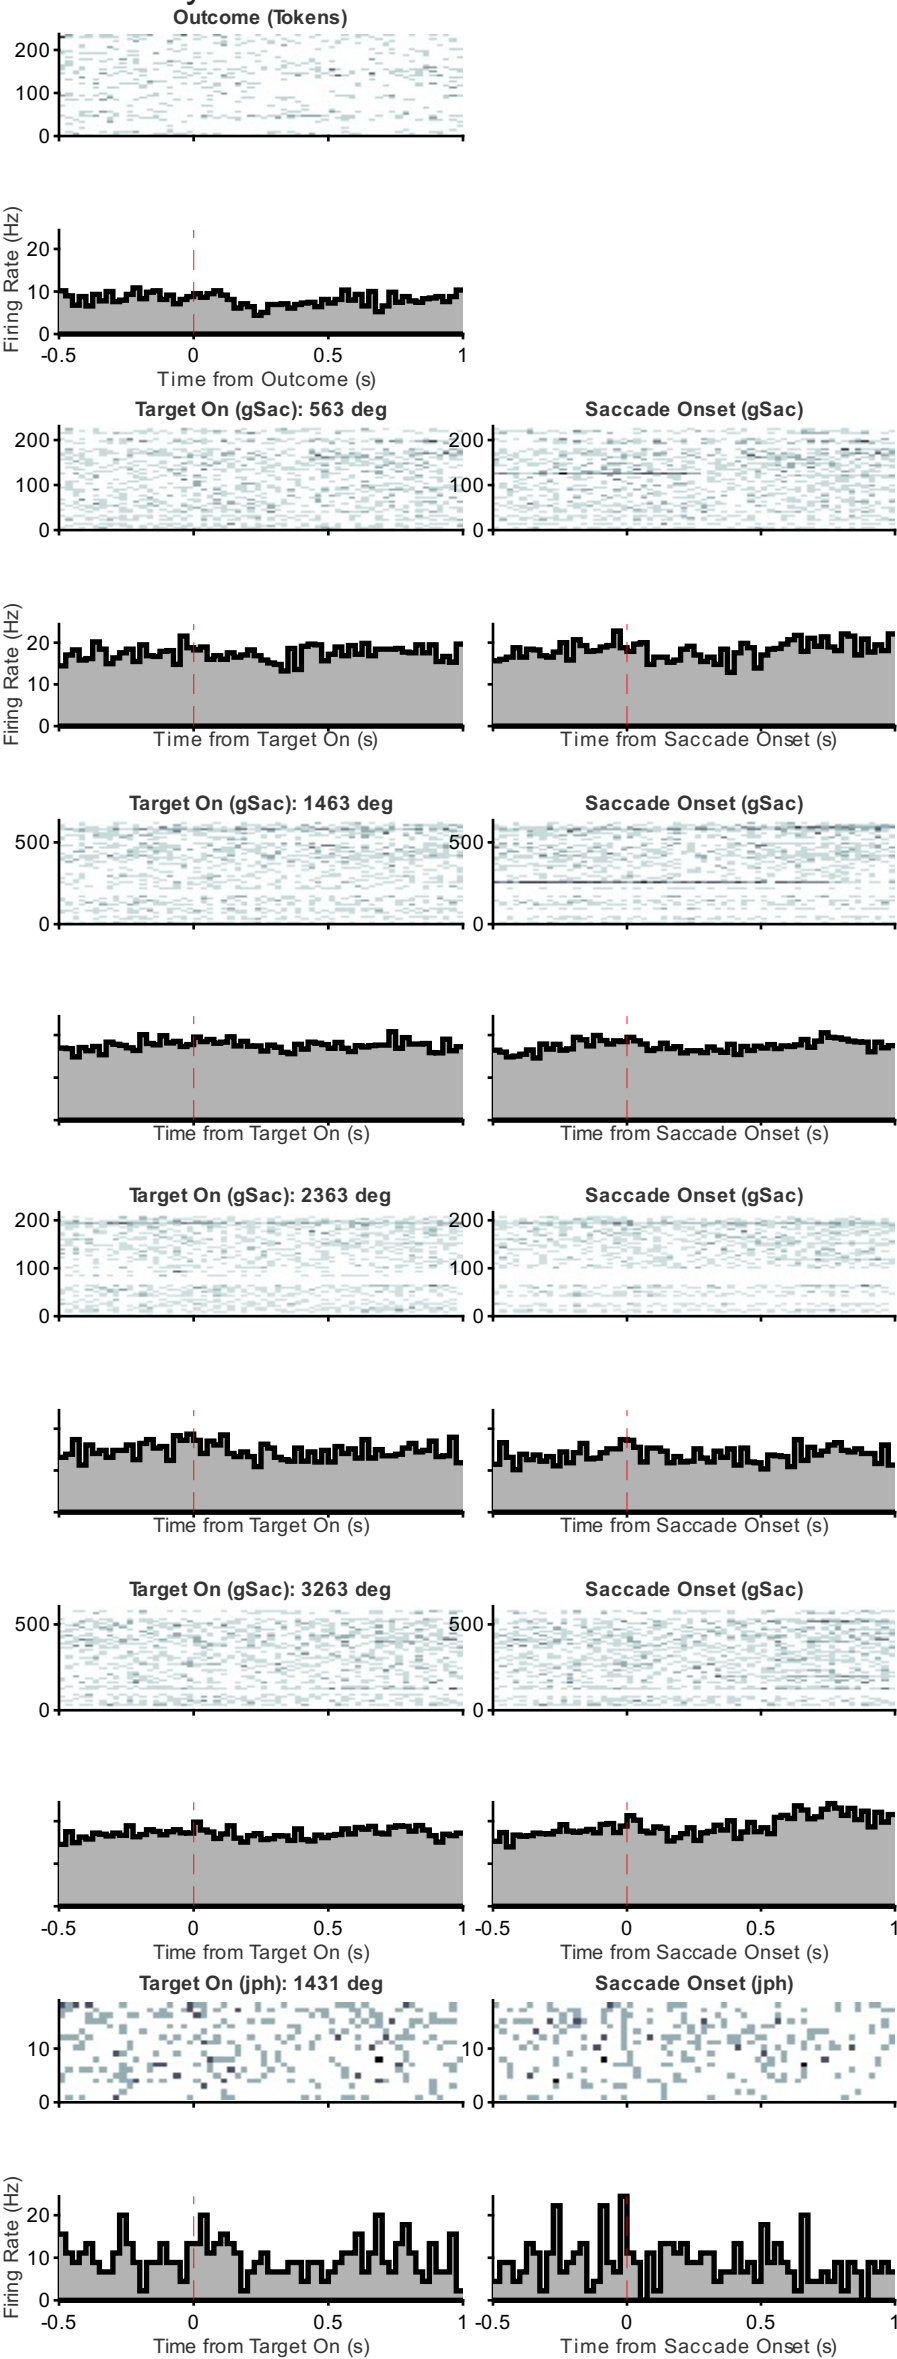 Outcome (Tokens)
200
100
0
Firing Rate (Hz)
20
10
0
-0.5 0 0.5 1
Time from Outcome (s)
Target On (gSac): 563 deg Saccade Onset (gSac)
200 200
100 100
0 0
Firing Rate (Hz)
20
10
0
Time from Target On (s) Time from Saccade Onset (s)
Target On (gSac): 1463 deg Saccade Onset (gSac)
500 500
0 0
Time from Target On (s) Time from Saccade Onset (s)
Target On (gSac): 2363 deg Saccade Onset (gSac)
200 200
100 100
0 0
Time from Target On (s) Time from Saccade Onset (s)
Target On (gSac): 3263 deg Saccade Onset (gSac)
500 500
0 0
-0.5 0 0.5 1 -0.5 0 0.5 1
Time from Target On (s) Time from Saccade Onset (s)
Target On (jph): 1431 deg Saccade Onset (jph)
10 10
0 0
Firing Rate (Hz)
20
10
0
-0.5 0 0.5 1 -0.5 0 0.5 1
Time from Target On (s) Time from Saccade Onset (s)